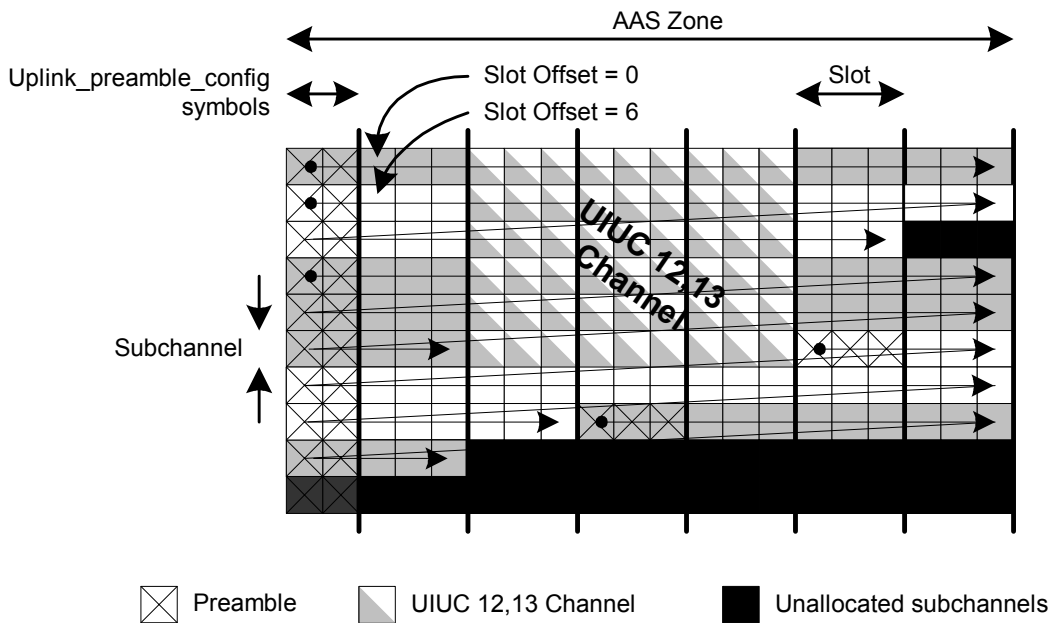 AAS Zone
Uplink_preamble_config
symbols
Slot Offset = 0
Slot Offset = 6
Slot
UIUC 12,13
Channel
Subchannel
Preamble
UIUC 12,13 Channel
Unallocated subchannels